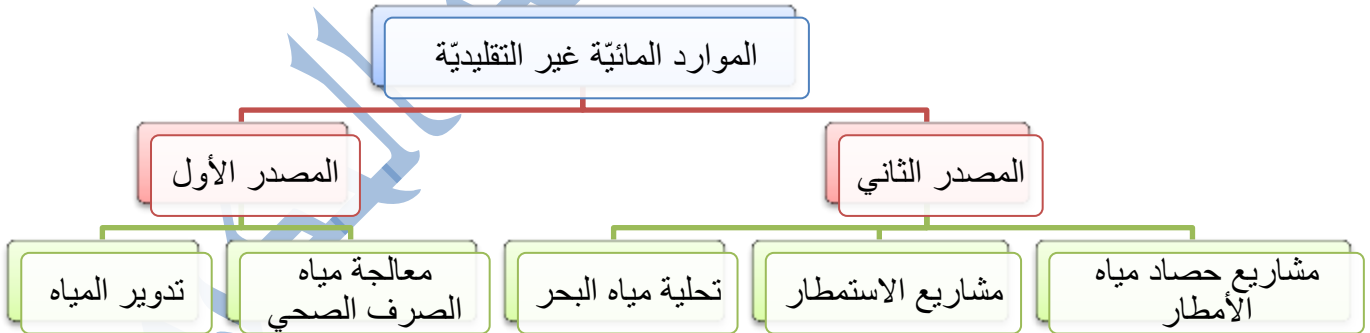 الموارد المائيّة غير التقليديّة
المصدر الثاني
المصدر الأول
مشاريع حصاد مياه
الأمطار
مشاريع الاستمطار
تحلية مياه البحر
معالجة مياه
الصرف الصحي
تدوير المياه